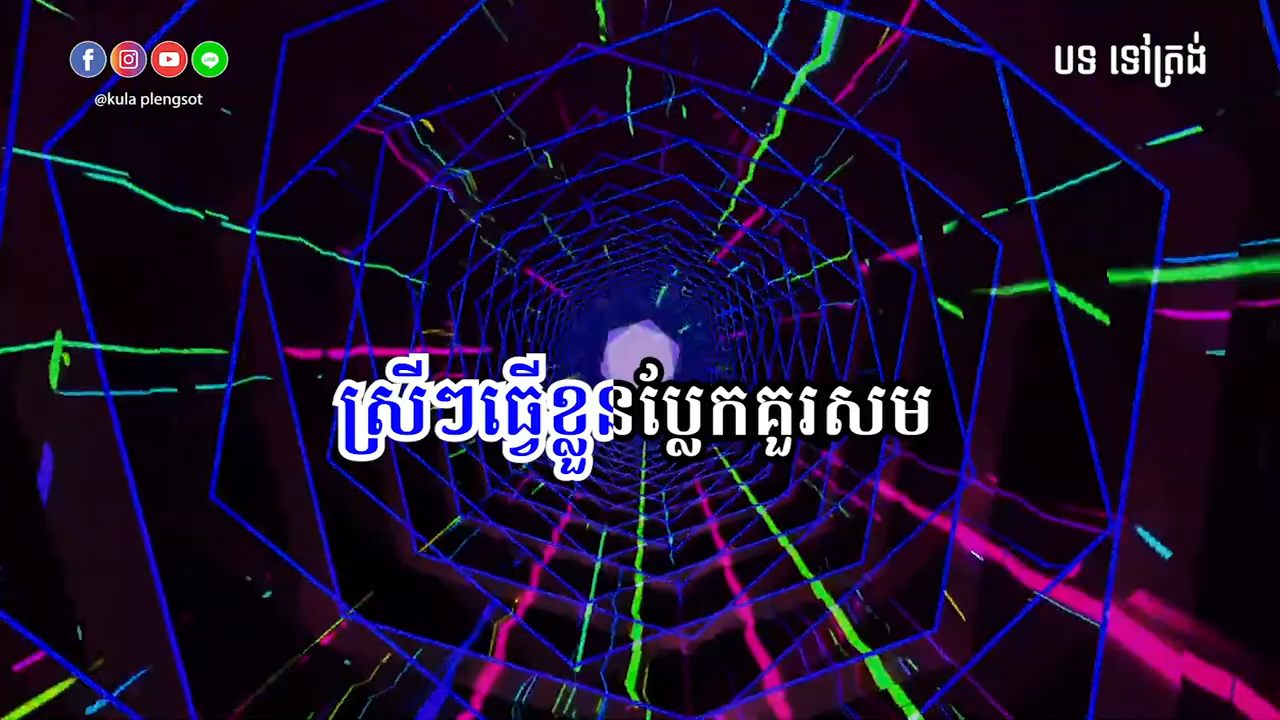 បទ ទៅត្រង់
@kula plengsot
ស្រីៗធ្វើខ្លួនប្លែកគួរសម